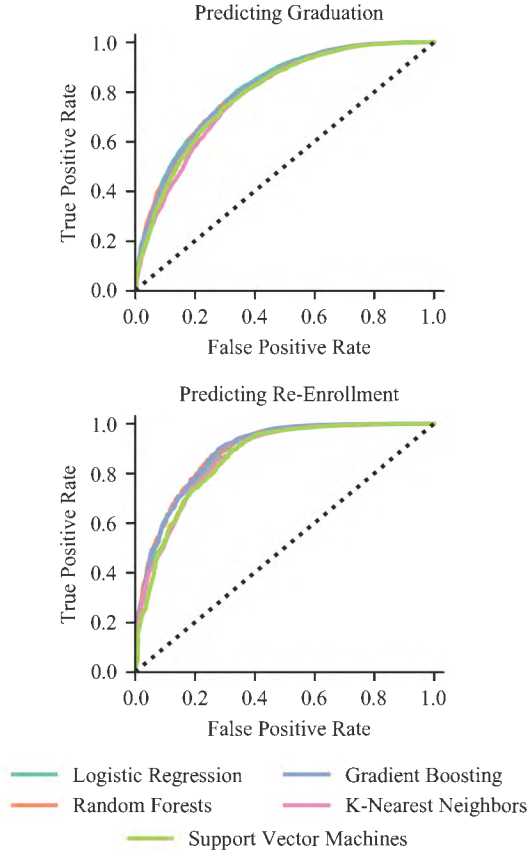 Predicting Graduation
1.0
0.8
0.6
0.4
0.2
0.0
True Positive Rate
0.0 0.2 0.4 0.6 0.8 1.0
False Positive Rate
Predicting Re-Enrollment
1.0
0.8
0.6
0.4
0.2
0.0
True Positive Rate
0.0 0.2 0.4 0.6 0.8 1.0
False Positive Rate
Logistic Regression Gradient Boosting
Random Forests K-Nearest Neighbors
Support Vector Machines